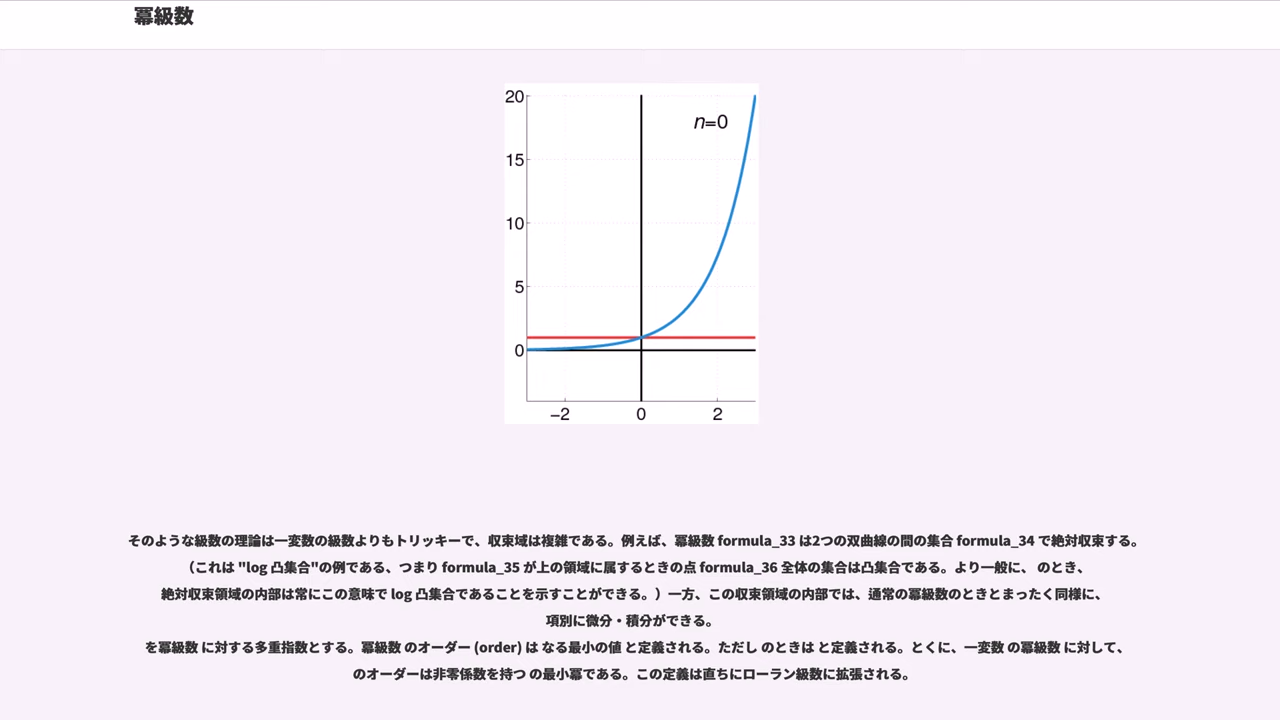 冪級数
20
n=0
15
10
5
0
−2 0 2
そのような級数の理論は一変数の級数よりもトリッキーで、収束域は複雑である。例えば、冪級数 formula_33 は2つの双曲線の間の集合 formula_34 で絶対収束する。
（これは "log 凸集合"の例である、つまり formula_35 が上の領域に属するときの点 formula_36 全体の集合は凸集合である。より一般に、 のとき、
絶対収束領域の内部は常にこの意味で log 凸集合であることを示すことができる。）一方、この収束領域の内部では、通常の冪級数のときとまったく同様に、
項別に微分・積分ができる。
を冪級数 に対する多重指数とする。冪級数 のオーダー (order) は なる最小の値 と定義される。ただし のときは と定義される。とくに、一変数 の冪級数 に対して、
のオーダーは非零係数を持つ の最小冪である。この定義は直ちにローラン級数に拡張される。